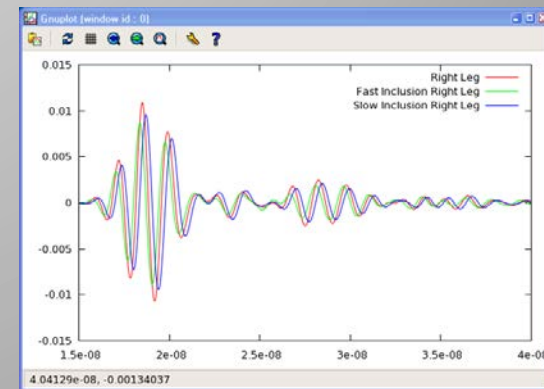 Gnuplot (window id : 0)
?
0.015
0.01
0.005
0
-0.005
-0.01
-0.015
Right Leg
Fast Inclusion Right Leg
Slow Inclusion Right Leg
1.5e-08 2e-08 2.5e-08 3e-08 3.5e-08 4e-08
4.04129e-08, -0.00134037